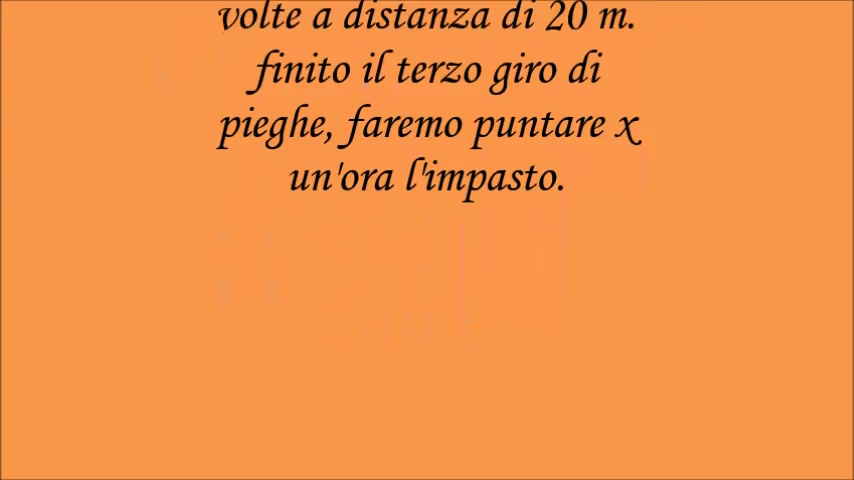 volte a distanza di 20 m.
finito il terzo giro di
pieghe, faremo puntare x
un'ora l'impasto.